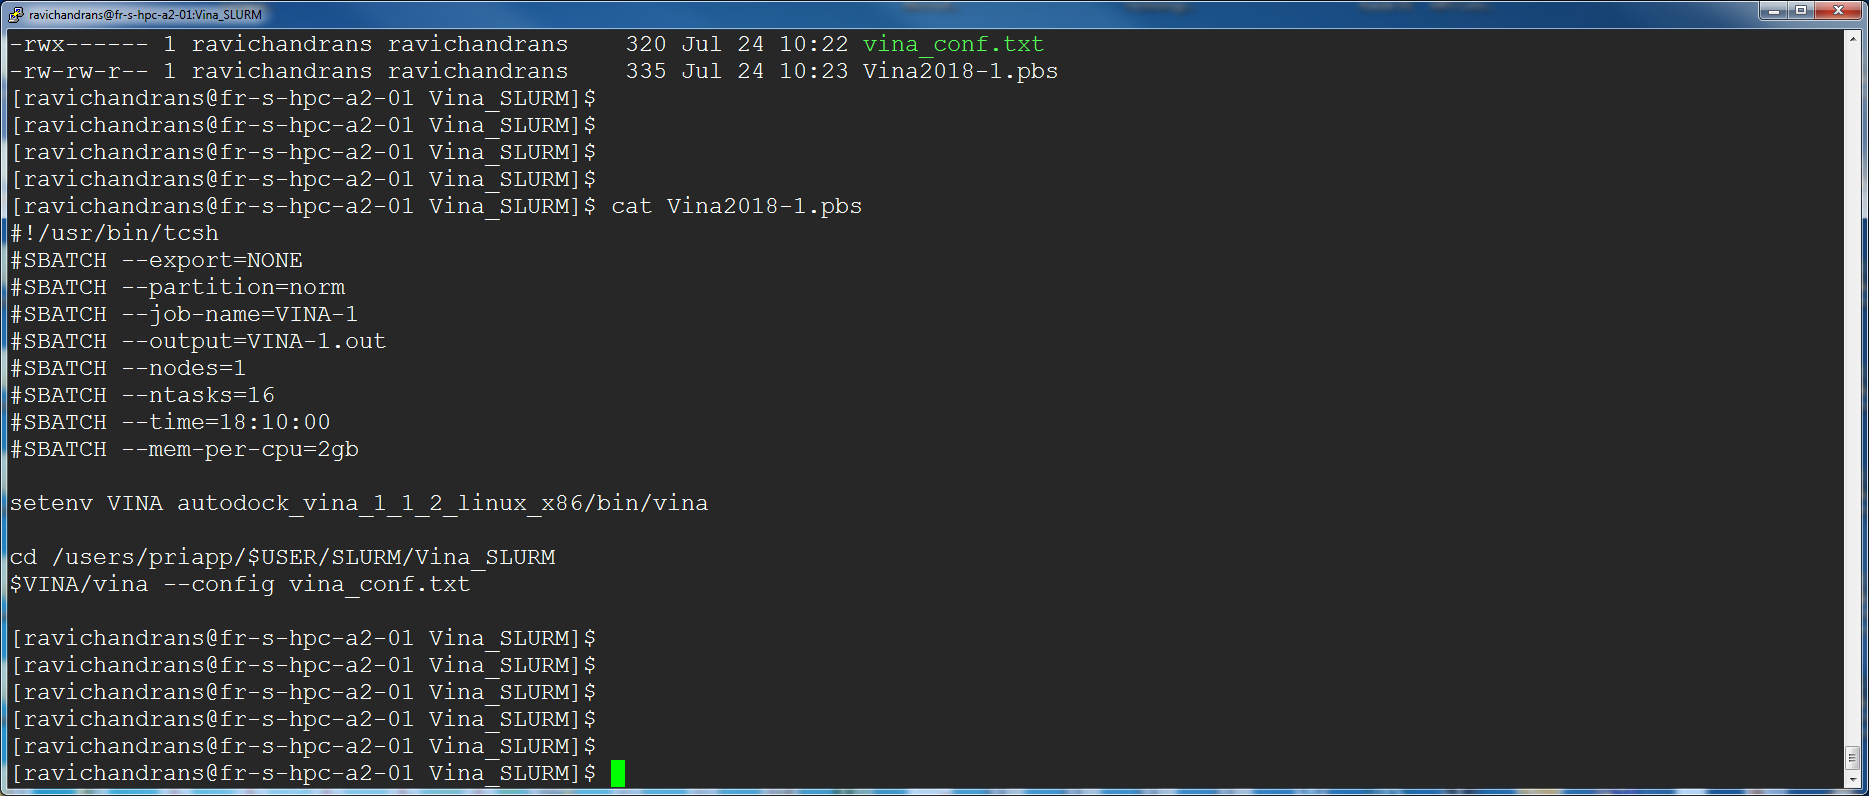 ravichandrans@fr-s-hpc-a2-01:Vina_SLURM
-rwx------ 1 ravichandrans ravichandrans    320 Jul 24 10:22 vina_conf.txt
-rw-rw-r-- 1 ravichandrans ravichandrans    335 Jul 24 10:23 Vina2018-1.pbs
[ravichandrans@fr-s-hpc-a2-01 Vina_SLURM]$
[ravichandrans@fr-s-hpc-a2-01 Vina_SLURM]$
[ravichandrans@fr-s-hpc-a2-01 Vina_SLURM]$
[ravichandrans@fr-s-hpc-a2-01 Vina_SLURM]$
[ravichandrans@fr-s-hpc-a2-01 Vina_SLURM]$ cat Vina2018-1.pbs
#!/usr/bin/tcsh
#SBATCH --export=NONE
#SBATCH --partition=norm
#SBATCH --job-name=VINA-1
#SBATCH --output=VINA-1.out
#SBATCH --nodes=1
#SBATCH --ntasks=16
#SBATCH --time=18:10:00
#SBATCH --mem-per-cpu=2gb
setenv VINA autodock_vina_1_1_2_linux_x86/bin/vina
cd /users/priapp/$USER/SLURM/Vina_SLURM
$VINA/vina --config vina_conf.txt
[ravichandrans@fr-s-hpc-a2-01 Vina_SLURM]$
[ravichandrans@fr-s-hpc-a2-01 Vina_SLURM]$
[ravichandrans@fr-s-hpc-a2-01 Vina_SLURM]$
[ravichandrans@fr-s-hpc-a2-01 Vina_SLURM]$
[ravichandrans@fr-s-hpc-a2-01 Vina_SLURM]$
[ravichandrans@fr-s-hpc-a2-01 Vina_SLURM]$